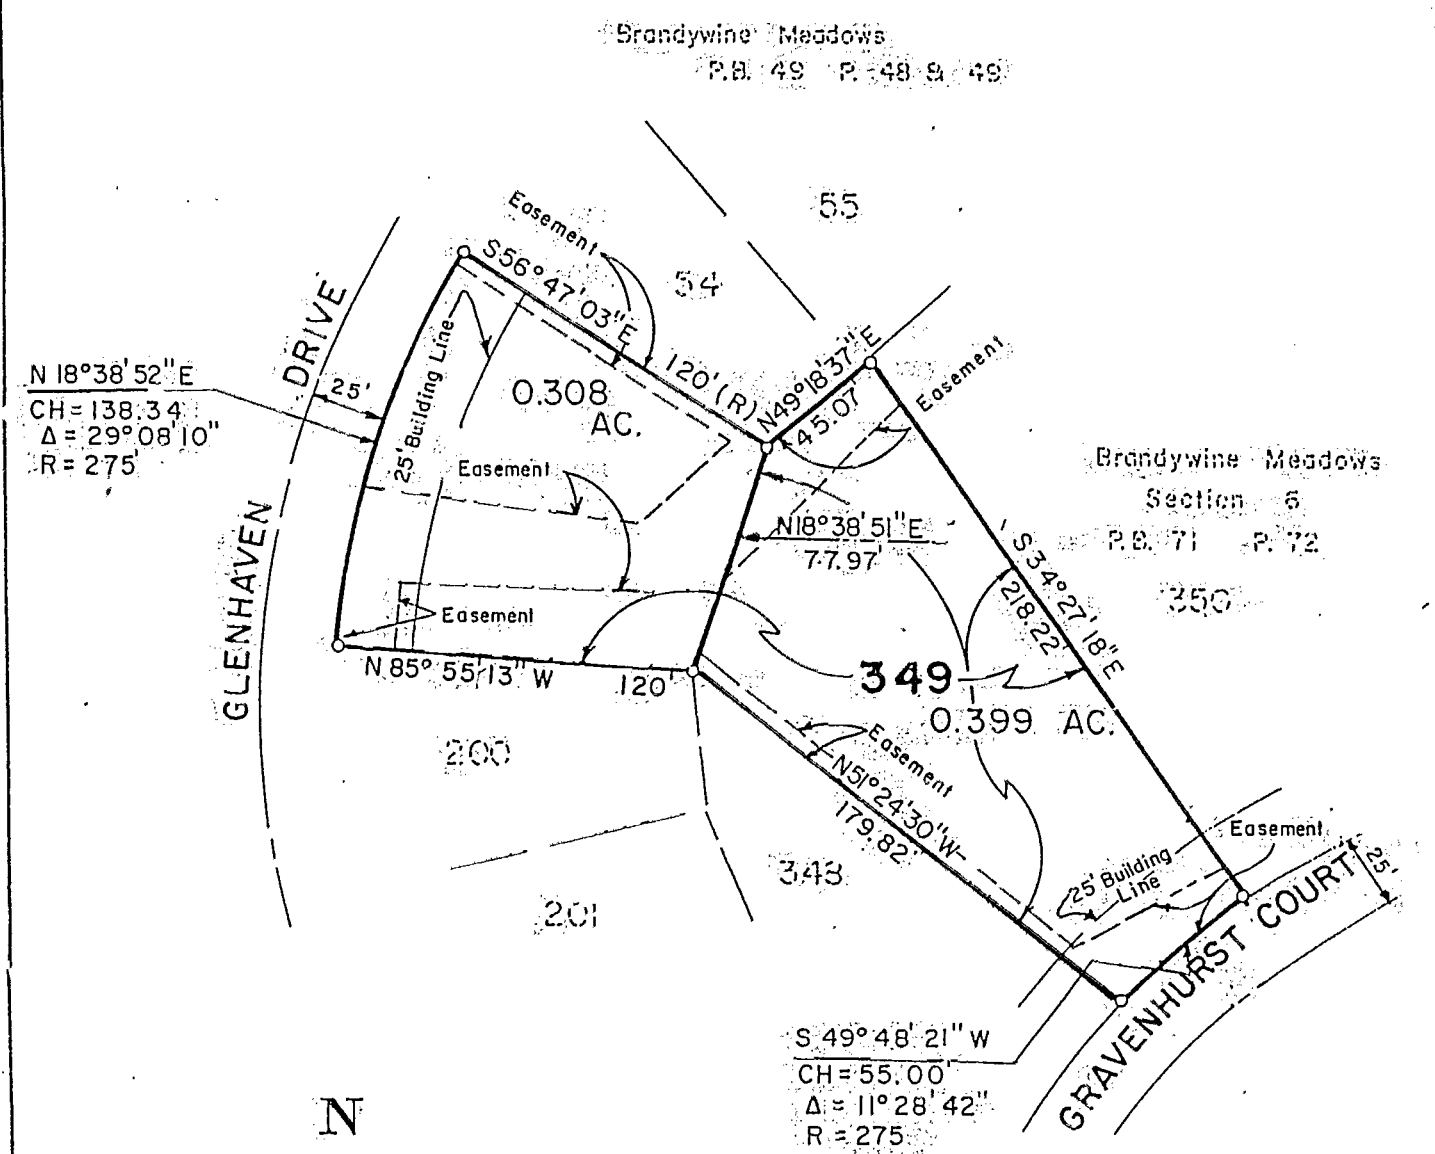 Brandywine Meadows
P.B. 49 P. 48 & 49
55
Easement
54
S56°47'03"E
120' (R)
N49°18'37"E
45.07'
Easement
DRIVE
GLENHAVEN
25'
N 18°38'52"E
CH=138.34'
Δ = 29°08'10"
R = 275'
25' Building Line
0.308
AC.
Easement
Brandywine Meadows
Section 6
P.B. 71 P. 72
350
N18°38'51"E
77.97'
S34°27'18"E
218.22'
Easement
N 85° 55'13" W
120'
349
0.399 AC.
200
Easement
N51°24'30"W
179.82'
348
201
25' Building
Line
Easement
25'
GRAVENHURST COURT
S 49°48'21" W
CH=55.00'
Δ = 11°28'42"
R = 275
N